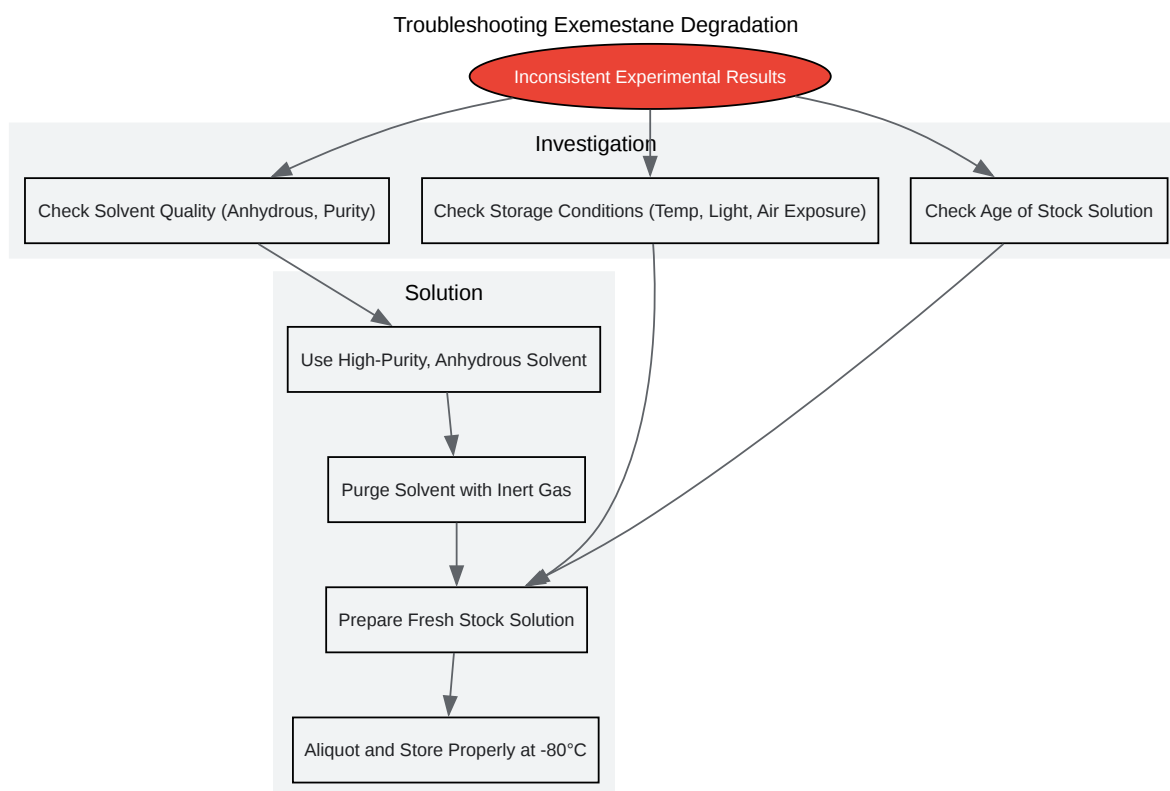 Troubleshooting Exemestane Degradation
Inconsistent Experimental Results
Investigation
Check Solvent Quality (Anhydrous, Purity)
Check Storage Conditions (Temp, Light, Air Exposure)
Check Age of Stock Solution
Solution
Use High-Purity, Anhydrous Solvent
Purge Solvent with Inert Gas
Prepare Fresh Stock Solution
Aliquot and Store Properly at -80°C